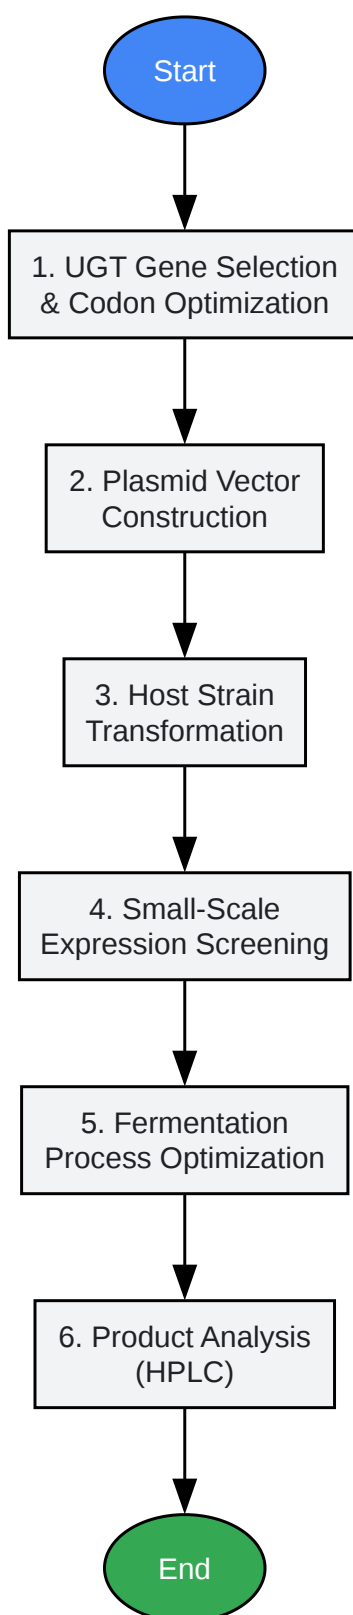 Start
1. UGT Gene Selection
& Codon Optimization
2. Plasmid Vector
Construction
3. Host Strain
Transformation
4. Small-Scale
Expression Screening
5. Fermentation
Process Optimization
6. Product Analysis
(HPLC)
End